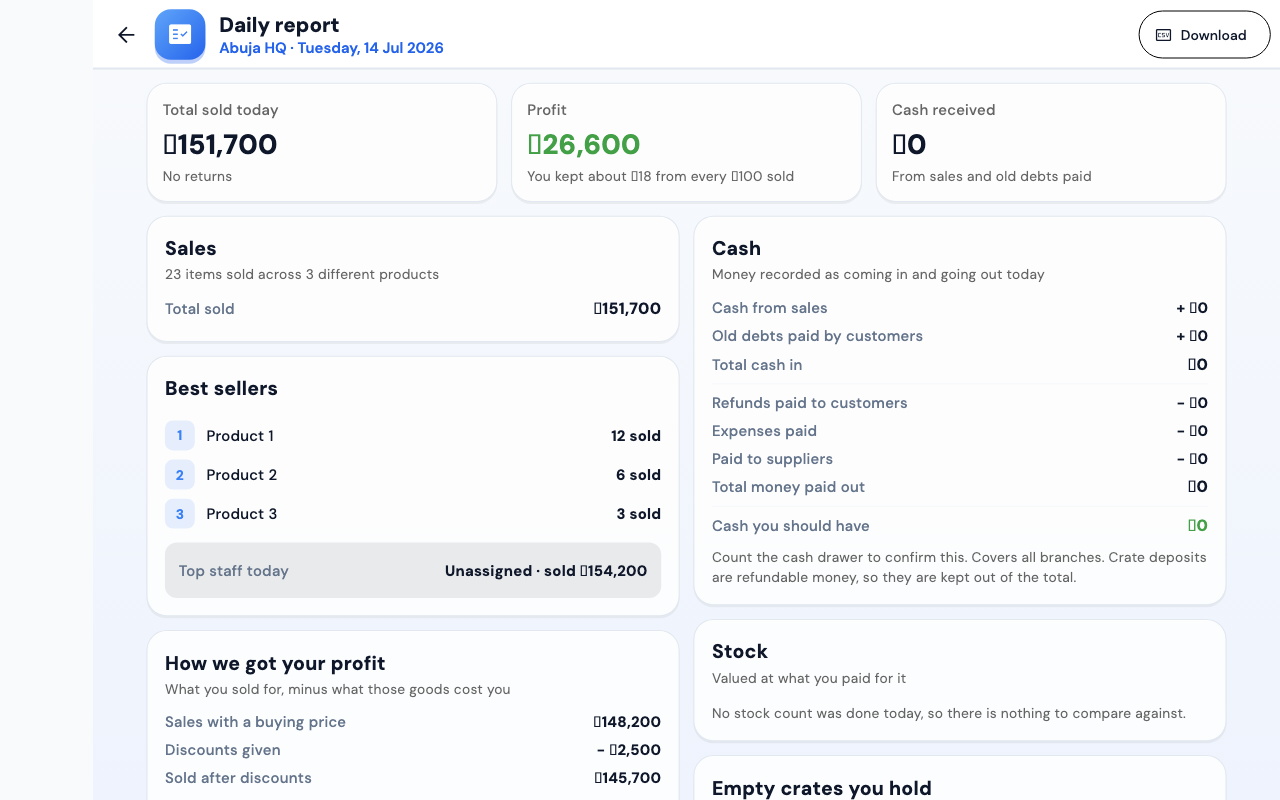 Daily report
Abuja HQ · Tuesday, 14 Jul 2026
CSV Download
Total sold today
▯151,700
No returns
Profit
▯26,600
You kept about ▯18 from every ▯100 sold
Cash received
▯0
From sales and old debts paid
Sales
23 items sold across 3 different products
Total sold ▯151,700
Best sellers
1 Product 1 12 sold
2 Product 2 6 sold
3 Product 3 3 sold
Top staff today Unassigned · sold ▯154,200
How we got your profit
What you sold for, minus what those goods cost you
Sales with a buying price ▯148,200
Discounts given − ▯2,500
Sold after discounts ▯145,700
Cash
Money recorded as coming in and going out today
Cash from sales + ▯0
Old debts paid by customers + ▯0
Total cash in ▯0
Refunds paid to customers − ▯0
Expenses paid − ▯0
Paid to suppliers − ▯0
Total money paid out ▯0
Cash you should have ▯0
Count the cash drawer to confirm this. Covers all branches. Crate deposits
are refundable money, so they are kept out of the total.
Stock
Valued at what you paid for it
No stock count was done today, so there is nothing to compare against.
Empty crates you hold